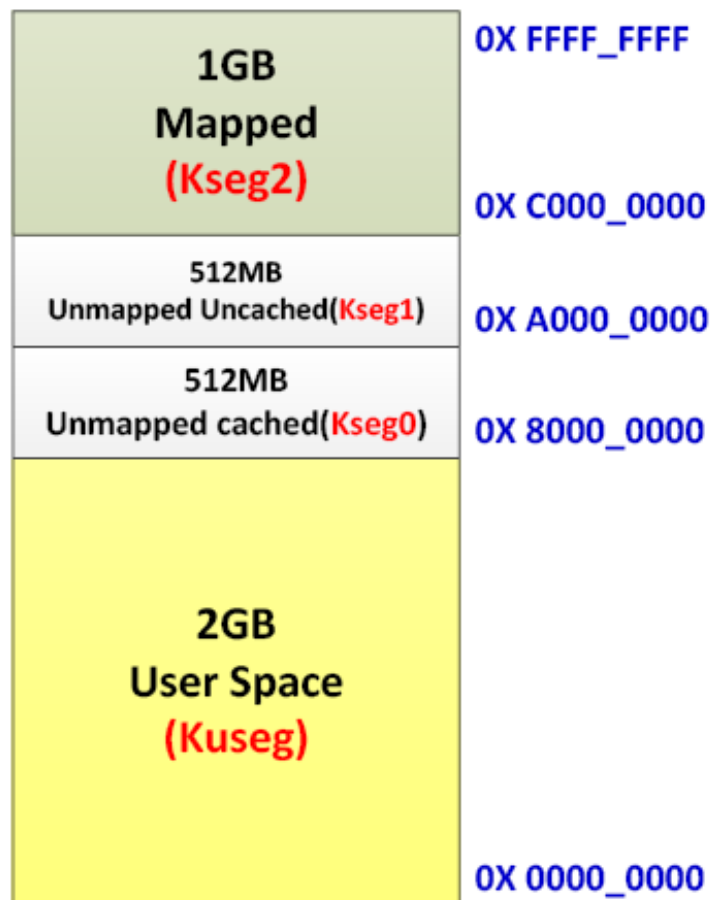 1GB
Mapped
(Kseg2)
0X FFFF_FFFF
0X C000_0000
512MB
Unmapped Uncached(Kseg1)
0X A000_0000
512MB
Unmapped cached(Kseg0)
0X 8000_0000
2GB
User Space
(Kuseg)
0X 0000_0000